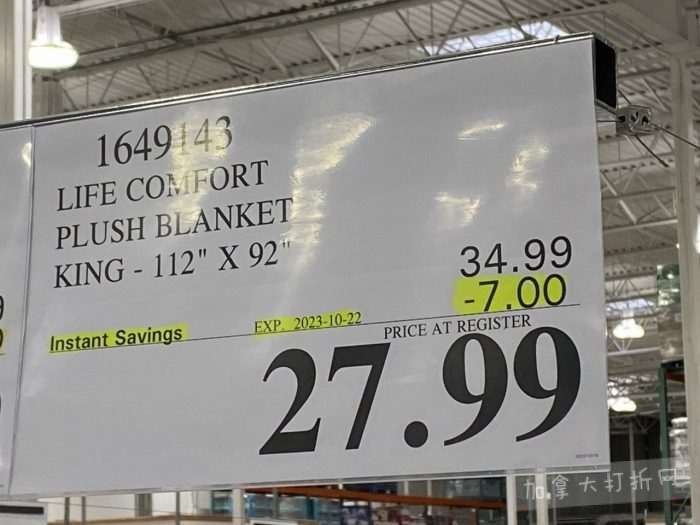 1649143
LIFE COMFORT
PLUSH BLANKET
KING - 112" X 92"
34.99
-7.00
Instant Savings
EXP. 2023-10-22
PRICE AT REGISTER
27.99
加拿大打折网